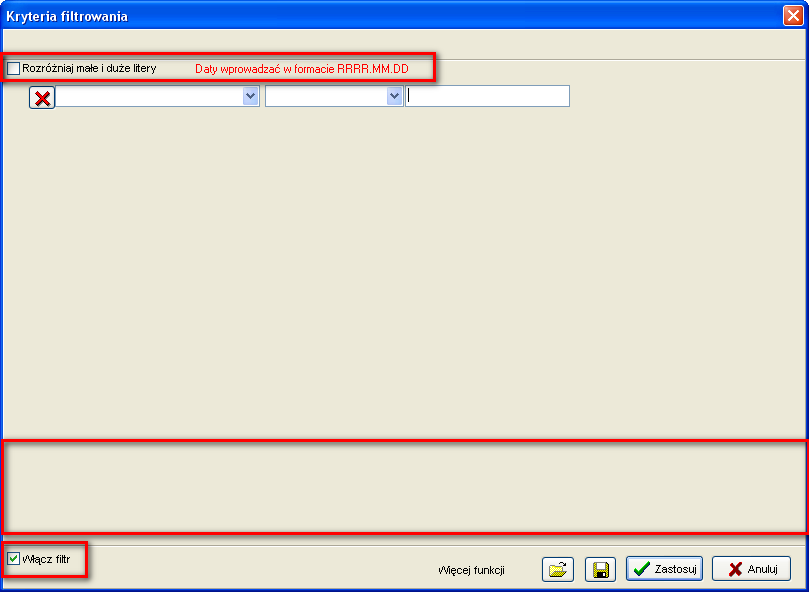 Kryteria filtrowania
Rozróżniaj małe i duże litery Daty wprowadzać w formacie RRRR.MM.DD
Włącz filtr
Więcej funkcji Zastosuj Anuluj